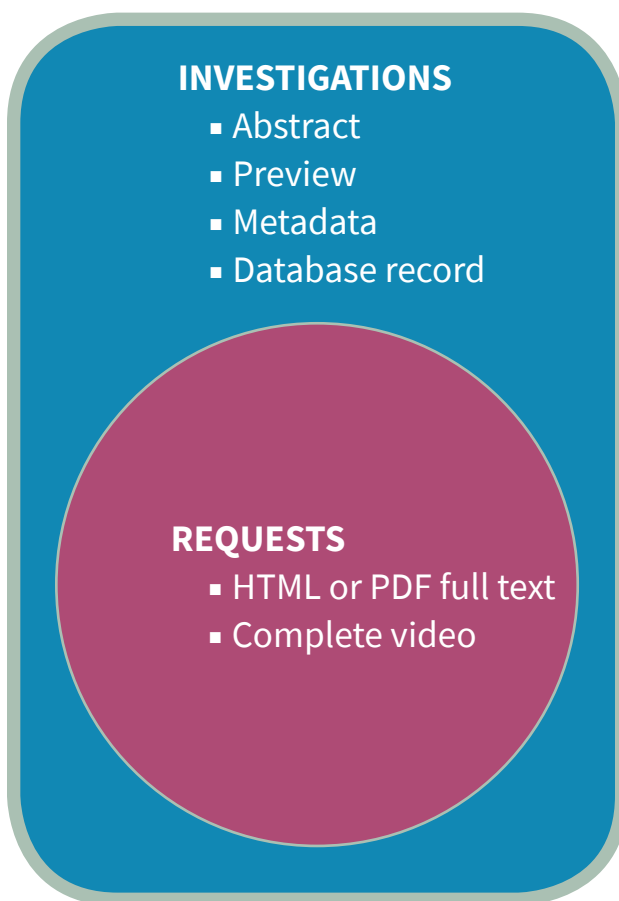 INVESTIGATIONS
▪ Abstract
▪ Preview
▪ Metadata
▪ Database record
REQUESTS
▪ HTML or PDF full text
▪ Complete video